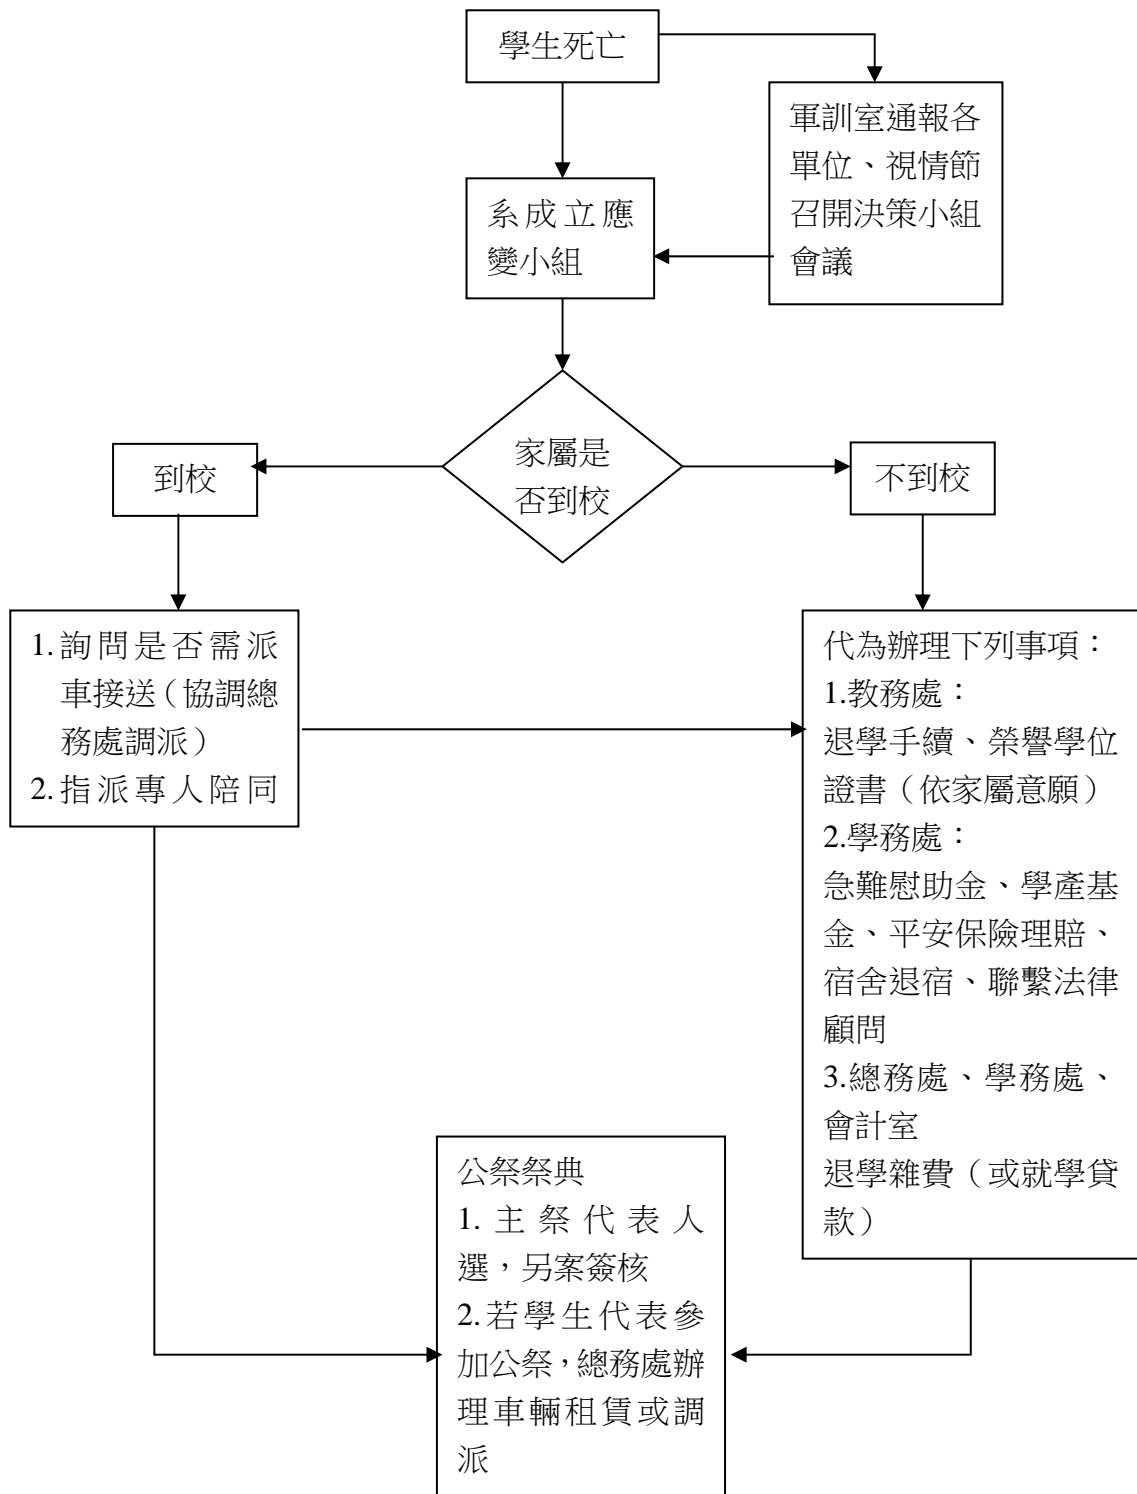 學生死亡
軍訓室通報各
單位、視情節
召開決策小組
會議
系成立應
變小組
家屬是
否到校
到校
不到校
1.詢問是否需派
車接送（協調總
務處調派）
2.指派專人陪同
代為辦理下列事項：
1.教務處：
退學手續、榮譽學位
證書（依家屬意願）
2.學務處：
急難慰助金、學產基
金、平安保險理賠、
宿舍退宿、聯繫法律
顧問
3.總務處、學務處、
會計室
退學雜費（或就學貸
款）
公祭祭典
1.主祭代表人
選，另案簽核
2.若學生代表參
加公祭，總務處辦
理車輛租賃或調
派